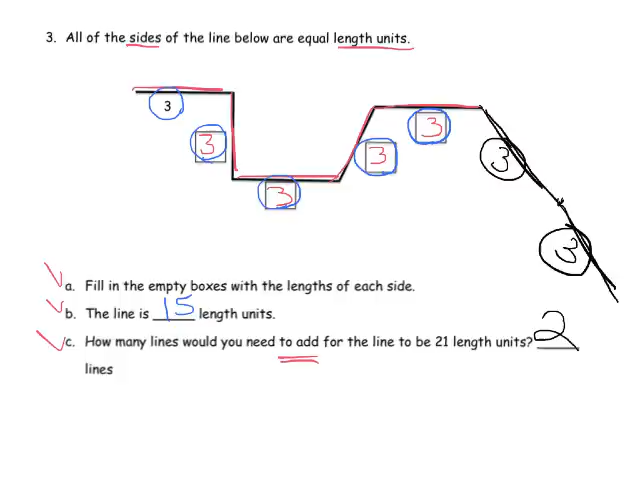 3. All of the sides of the line below are equal length units.
3
3
3
3
3
3
3
a. Fill in the empty boxes with the lengths of each side.
b. The line is 15 length units.
c. How many lines would you need to add for the line to be 21 length units? 2
lines